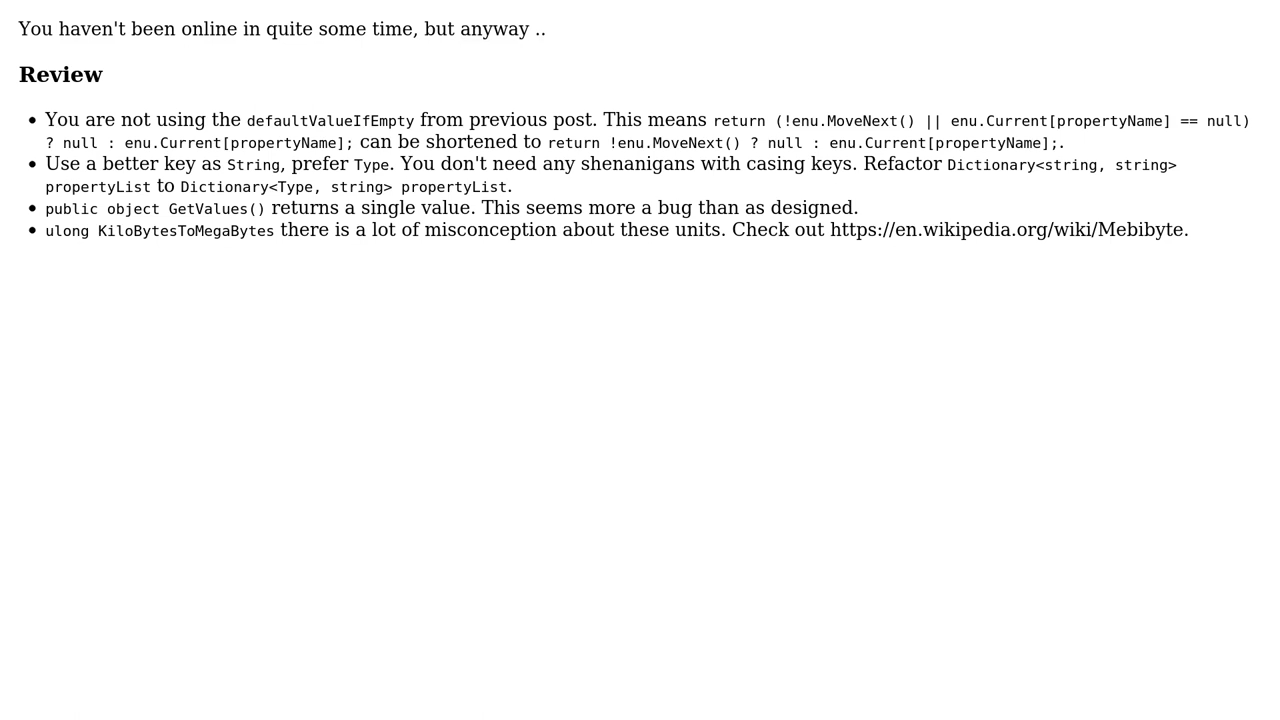 You haven't been online in quite some time, but anyway ..
Review
You are not using the defaultValueIfEmpty from previous post. This means return (!enu.MoveNext() || enu.Current[propertyName] == null)
? null : enu.Current[propertyName]; can be shortened to return !enu.MoveNext() ? null : enu.Current[propertyName];.
Use a better key as String, prefer Type. You don't need any shenanigans with casing keys. Refactor Dictionary<string, string>
propertyList to Dictionary<Type, string> propertyList.
public object GetValues() returns a single value. This seems more a bug than as designed.
ulong KiloBytesToMegaBytes there is a lot of misconception about these units. Check out https://en.wikipedia.org/wiki/Mebibyte.